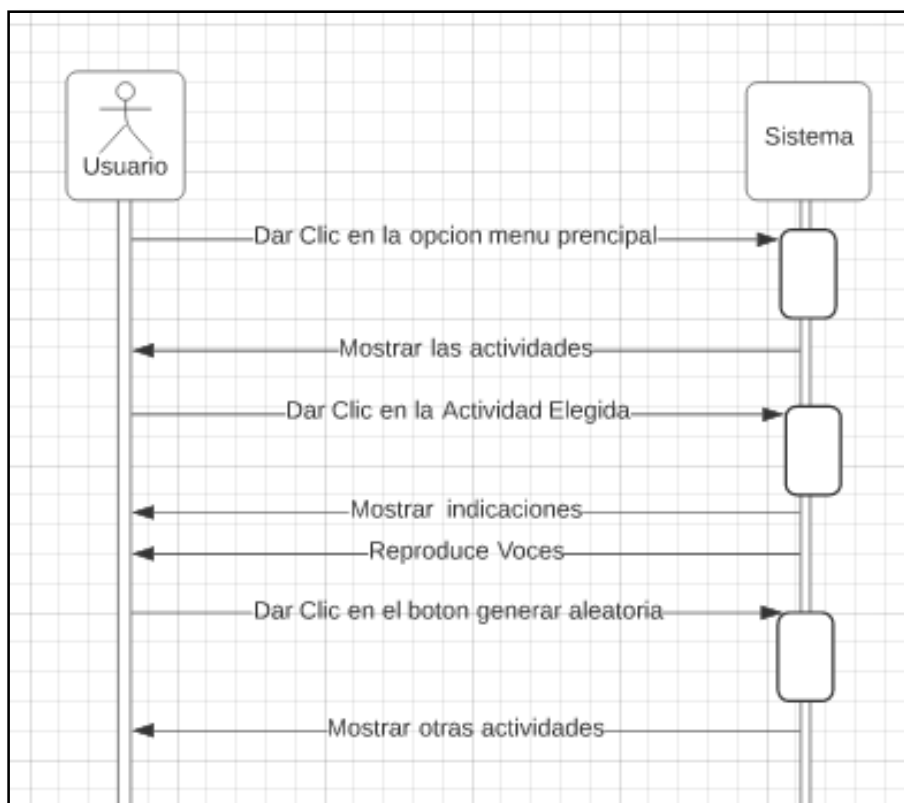 Usuario
Sistema
Dar Clic en la opcion menu prencipal
Mostrar las actividades
Dar Clic en la Actividad Elegida
Mostrar indicaciones
Reproduce Voces
Dar Clic en el boton generar aleatoria
Mostrar otras actividades